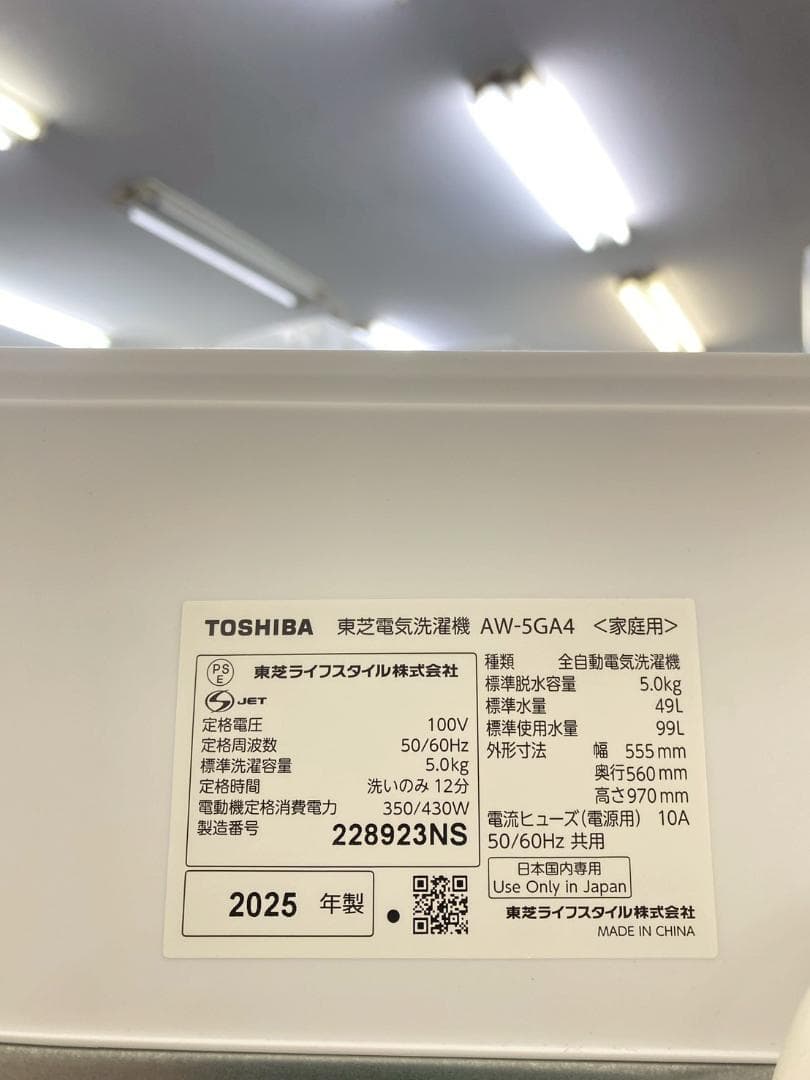 TOSHIBA 東芝電気洗濯機 AW-5GA4 <家庭用>
PS
E
東芝ライフスタイル株式会社
S JET
定格電圧 100V
定格周波数 50/60Hz
標準洗濯容量 5.0kg
定格時間 洗いのみ 12分
電動機定格消費電力 350/430W
製造番号 228923NS
2025 年製
種類 全自動電気洗濯機
標準脱水容量 5.0kg
標準水量 49L
標準使用水量 99L
外形寸法 幅 555mm
奥行560mm
高さ970mm
電流ヒューズ(電源用) 10A
50/60Hz 共用
日本国内専用
Use Only in Japan
東芝ライフスタイル株式会社
MADE IN CHINA